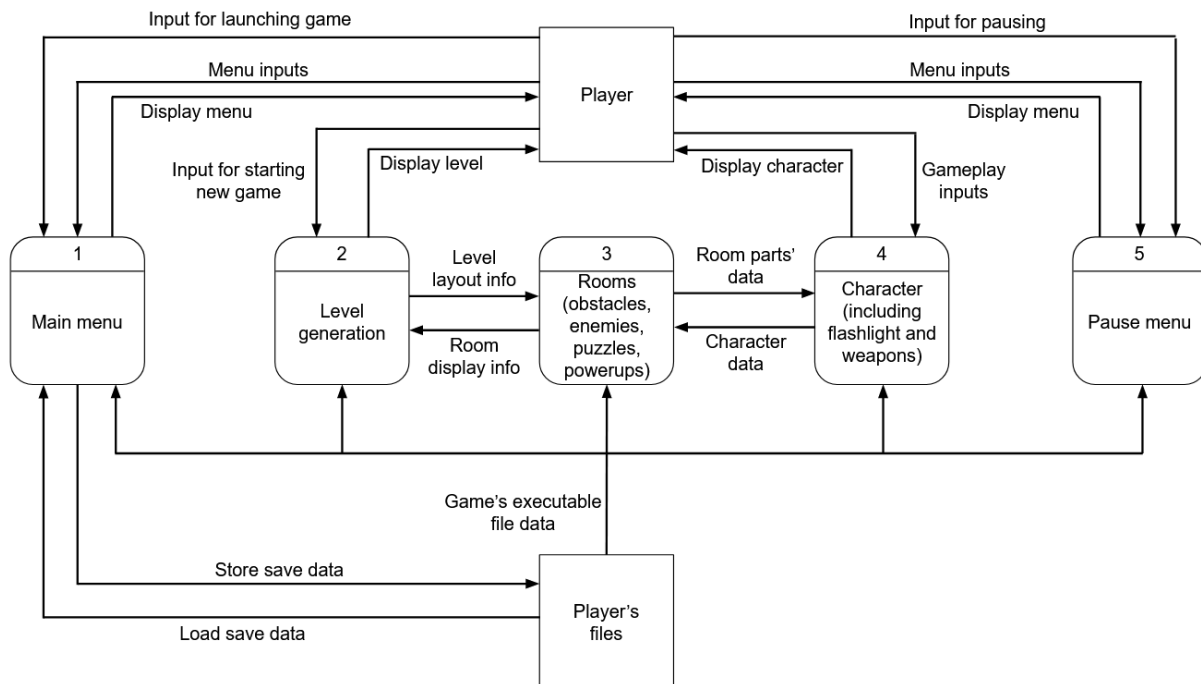 Input for launching game
Input for pausing
Menu inputs
Player
Menu inputs
Display menu
Display menu
Input for starting
new game
Display level
Display character
Gameplay
inputs
1
Main menu
2
Level
generation
Level
layout info
Room
display info
3
Rooms
(obstacles,
enemies,
puzzles,
powerups)
Room parts’
data
Character
data
4
Character
(including
flashlight and
weapons)
5
Pause menu
Game’s executable
file data
Store save data
Load save data
Player’s
files